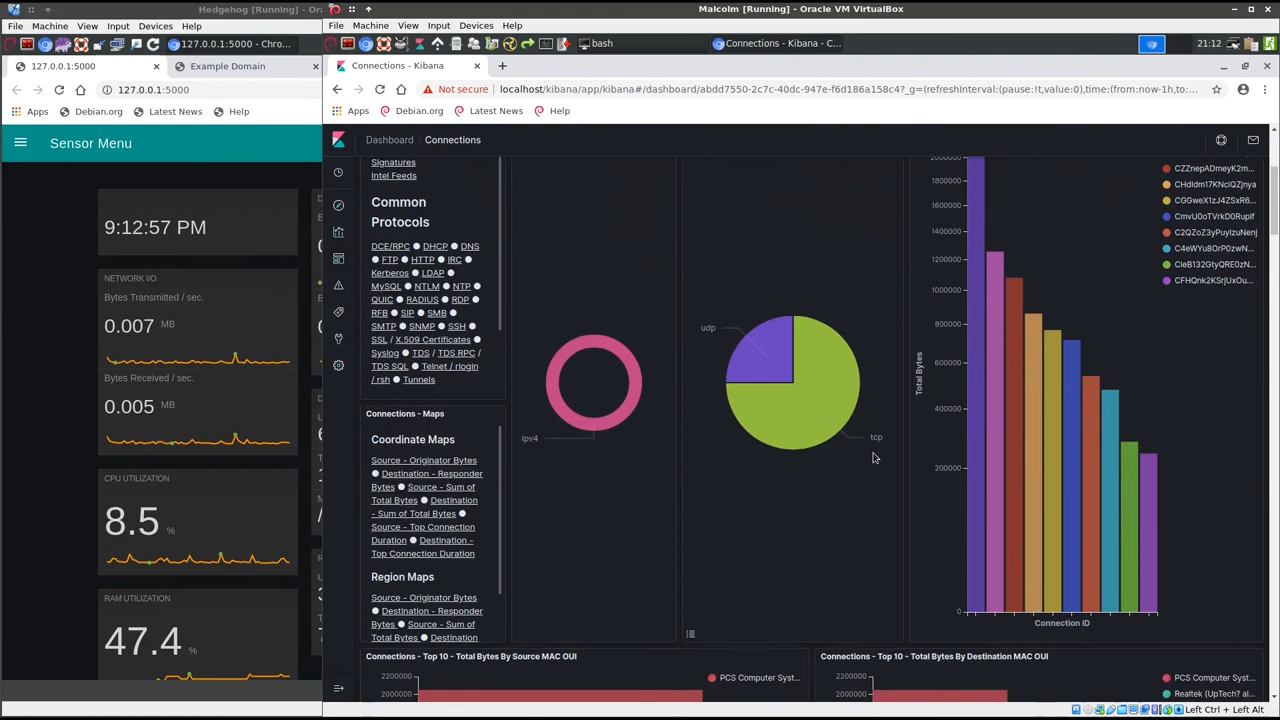 Hedgehog [Running] - Oracle VM
Malcolm [Running] - Oracle VM VirtualBox
File Machine View Input Devices Help
File Machine View Input Devices Help
127.0.0.1:5000 - Chro...
bash
Connections - Kibana - C...
21:12
127.0.0.1:5000
Example Domain
Connections - Kibana
127.0.0.1:5000
Not secure
localhost/kibana/app/kibana#/dashboard/abdd7550-2c7c-40dc-947e-f6d186a158c4?_g=(refreshInterval:(pause:!t,value:0),time:(from:now-1h,to:...
Apps Debian.org Latest News Help
Apps Debian.org Latest News Help
Sensor Menu
Dashboard Connections
9:12:57 PM
NETWORK I/O
Bytes Transmitted / sec.
0.007 MB
Bytes Received / sec.
0.005 MB
CPU UTILIZATION
8.5 %
RAM UTILIZATION
47.4 %
Signatures
Intel Feeds
Common
Protocols
DCE/RPC ● DHCP ● DNS
● FTP ● HTTP ● IRC ●
Kerberos ● LDAP ●
MySQL ● NTLM ● NTP ●
QUIC ● RADIUS ● RDP ●
RFB ● SIP ● SMB ●
SMTP ● SNMP ● SSH ●
SSL / X.509 Certificates ●
Syslog ● TDS / TDS RPC /
TDS SQL ● Telnet / rlogin
/ rsh ● Tunnels
Connections - Maps
Coordinate Maps
Source - Originator Bytes
● Destination - Responder
Bytes ● Source - Sum of
Total Bytes ● Destination
- Sum of Total Bytes ●
Source - Top Connection
Duration ● Destination -
Top Connection Duration
Region Maps
Source - Originator Bytes
● Destination - Responder
Bytes ● Source - Sum of
Total Bytes ● Destination
ipv4
udp
tcp
2000000
1800000
1600000
1400000
1200000
1000000
800000
600000
400000
200000
0
Total Bytes
Connection ID
CZZnepADmeyK2m...
CHdldm17KNclQZjnya
CGGweX1zJ4ZSxR6...
CmvU0oTVrkD0Ruplf
C2QZoZ3yPuyIzuNenj
C4eWYu8OrP0zwN...
CieB132GtyQRE0zN...
CFHQnk2KSrjUxOu...
Connections - Top 10 - Total Bytes By Source MAC OUI
2200000
2000000
PCS Computer Syst...
Connections - Top 10 - Total Bytes By Destination MAC OUI
2200000
2000000
PCS Computer Syst...
Realtek (UpTech? al...
Left Ctrl + Left Alt